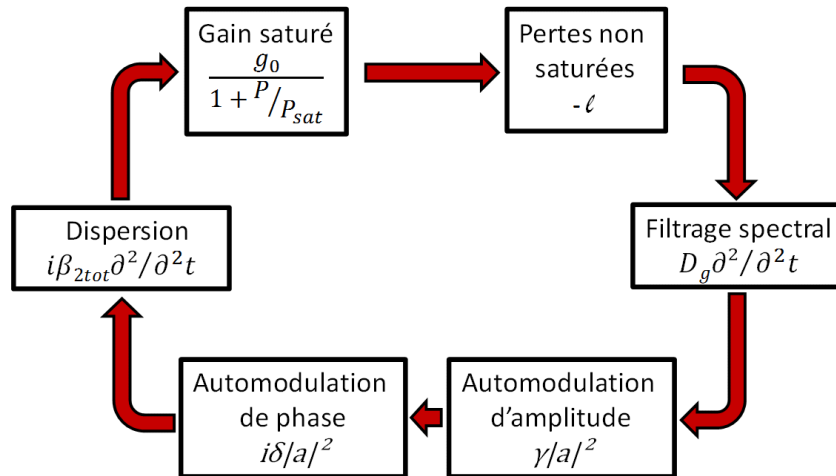 Gain saturé
g₀
1 + P/Pₛₐₜ
Pertes non
saturées
-ℓ
Filtrage spectral
D_g ∂²/∂²t
Automodulation
d'amplitude
γ|a|²
Automodulation
de phase
iδ|a|²
Dispersion
iβ₂ₜₒₜ∂²/∂²t